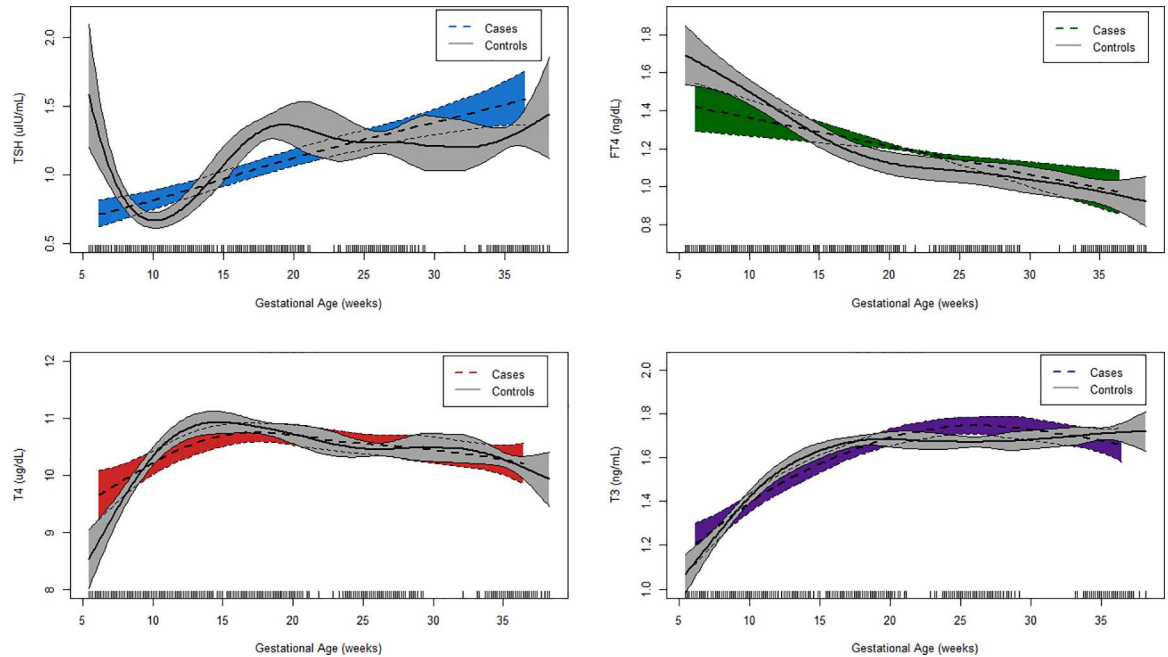 Cases
Controls
TSH (uIU/mL)
2.0
1.5
1.0
0.5
5 10 15 20 25 30 35
Gestational Age (weeks)
Cases
Controls
FT4 (ng/dL)
1.8
1.6
1.4
1.2
1.0
0.8
5 10 15 20 25 30 35
Gestational Age (weeks)
Cases
Controls
T4 (ug/dL)
12
11
10
9
8
5 10 15 20 25 30 35
Gestational Age (weeks)
Cases
Controls
T3 (ng/mL)
2.0
1.8
1.6
1.4
1.2
1.0
5 10 15 20 25 30 35
Gestational Age (weeks)